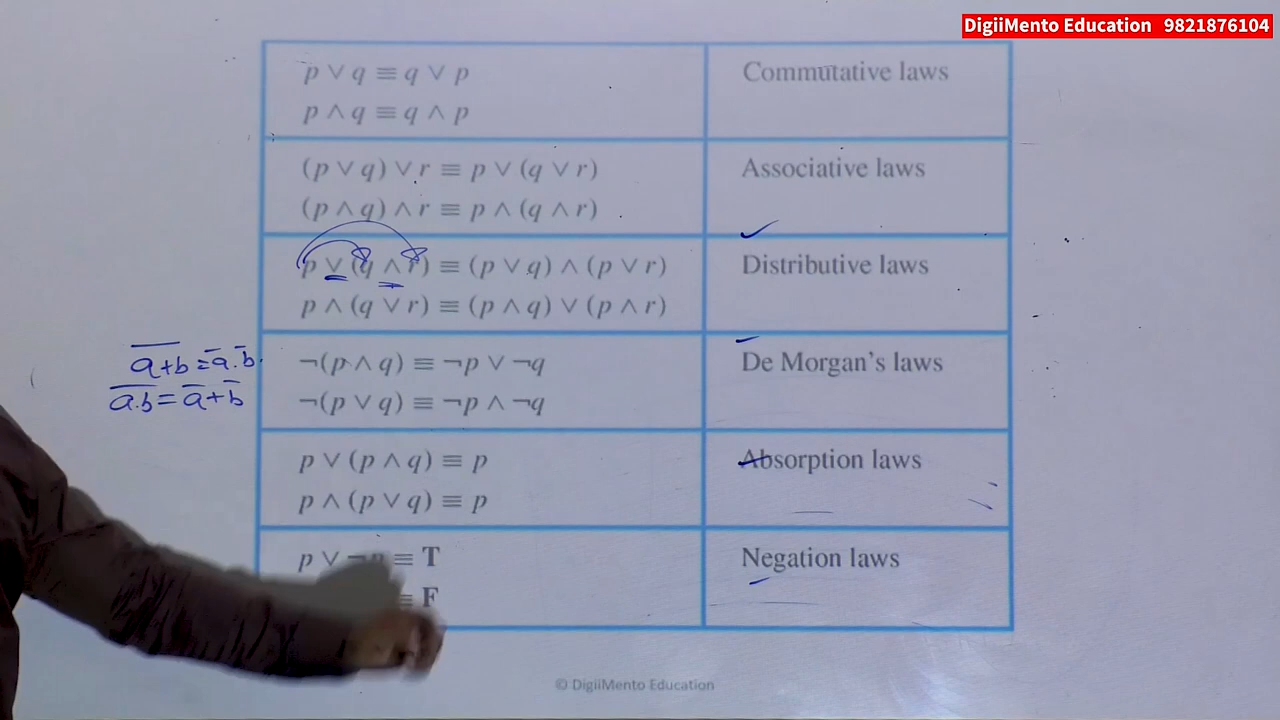 DigiiMento Education 9821876104
p ∨ q ≡ q ∨ p
p ∧ q ≡ q ∧ p
Commutative laws
(p ∨ q) ∨ r ≡ p ∨ (q ∨ r)
(p ∧ q) ∧ r ≡ p ∧ (q ∧ r)
Associative laws
p ∨ (q ∧ r) ≡ (p ∨ q) ∧ (p ∨ r)
p ∧ (q ∨ r) ≡ (p ∧ q) ∨ (p ∧ r)
Distributive laws
a̅+̅b̅ = a̅.b̅
a̅.̅b̅ = a̅+b̅
¬(p ∧ q) ≡ ¬p ∨ ¬q
¬(p ∨ q) ≡ ¬p ∧ ¬q
De Morgan's laws
p ∨ (p ∧ q) ≡ p
p ∧ (p ∨ q) ≡ p
Absorption laws
p ∨ ¬p ≡ T
≡ F
Negation laws
© DigiiMento Education